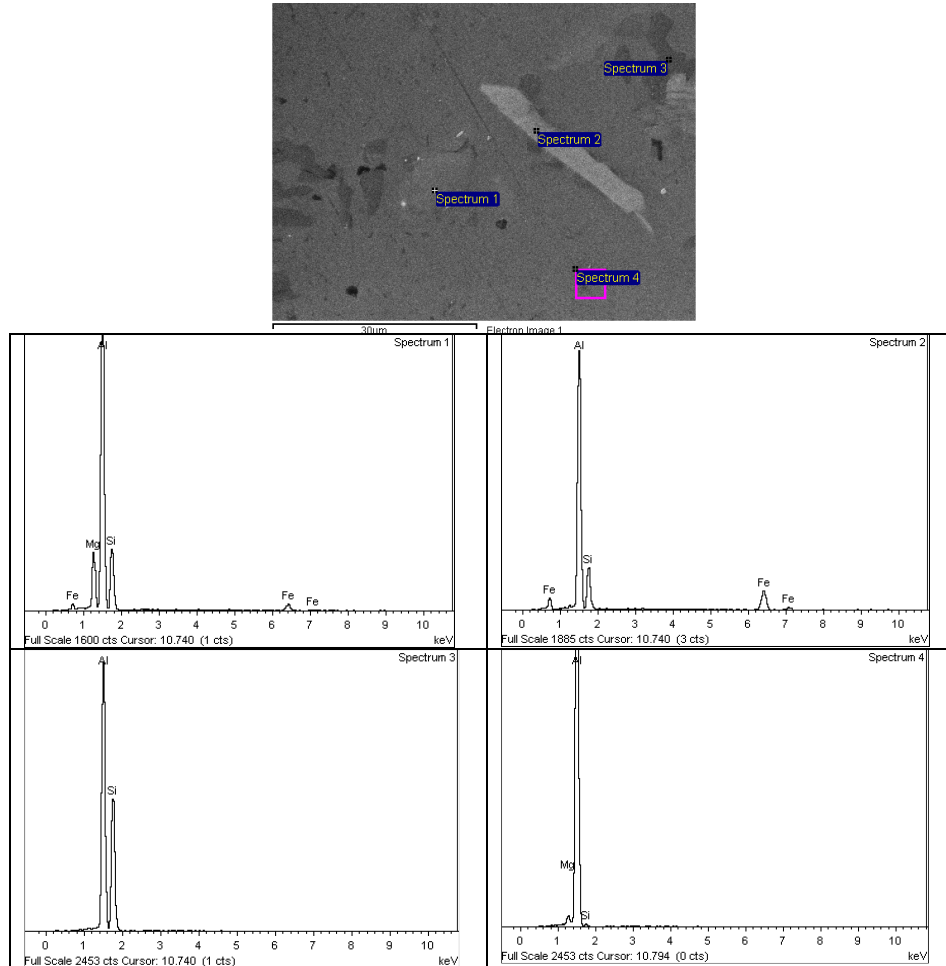 Spectrum 3
Spectrum 2
Spectrum 1
Spectrum 4
30um Electron Image 1
Spectrum 1
Al
Mg
Si
Fe
Fe
Fe
0 1 2 3 4 5 6 7 8 9 10
Full Scale 1600 cts Cursor: 10.740 (1 cts) keV
Spectrum 2
Al
Si
Fe
Fe
Fe
0 1 2 3 4 5 6 7 8 9 10
Full Scale 1885 cts Cursor: 10.740 (3 cts) keV
Spectrum 3
Al
Si
0 1 2 3 4 5 6 7 8 9 10
Full Scale 2453 cts Cursor: 10.740 (1 cts) keV
Spectrum 4
Al
Mg
Si
0 1 2 3 4 5 6 7 8 9 10
Full Scale 2453 cts Cursor: 10.794 (0 cts) keV